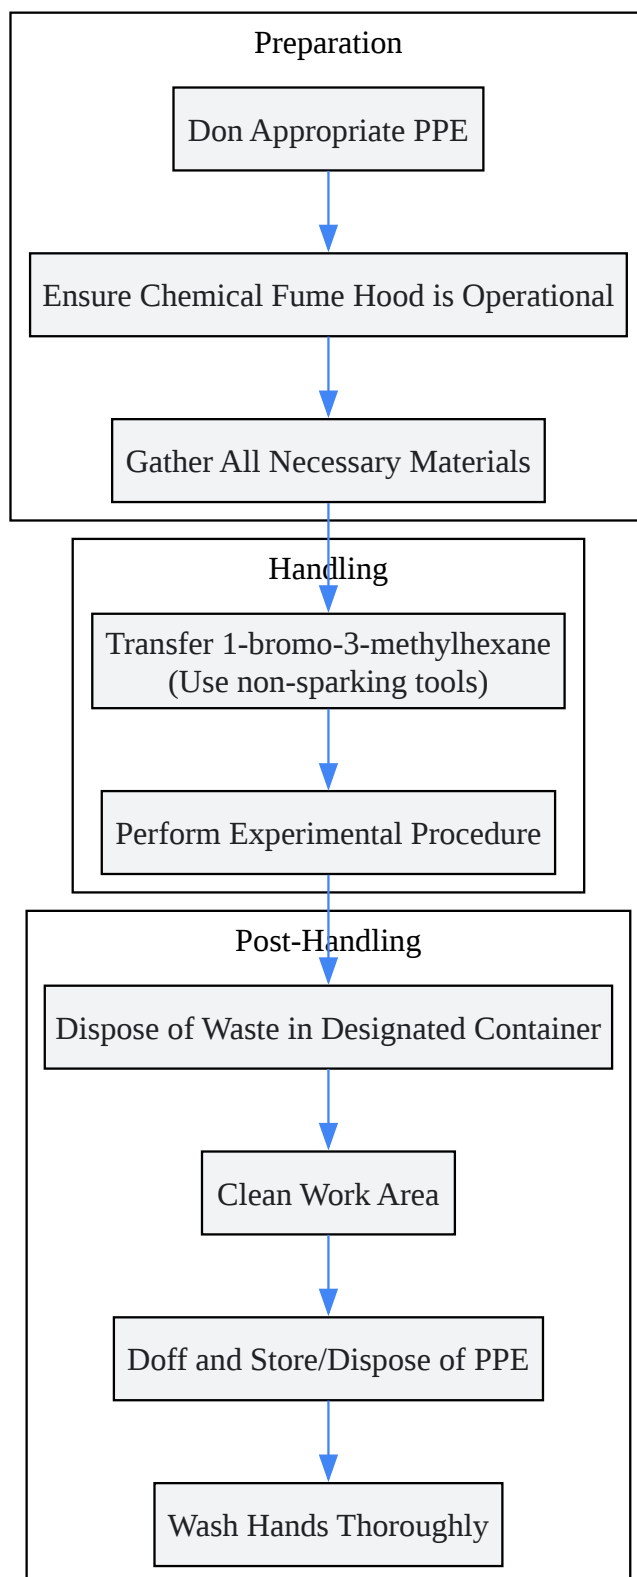 Preparation
Don Appropriate PPE
Ensure Chemical Fume Hood is Operational
Gather All Necessary Materials
Handling
Transfer 1-bromo-3-methylhexane
(Use non-sparking tools)
Perform Experimental Procedure
Post-Handling
Dispose of Waste in Designated Container
Clean Work Area
Doff and Store/Dispose of PPE
Wash Hands Thoroughly